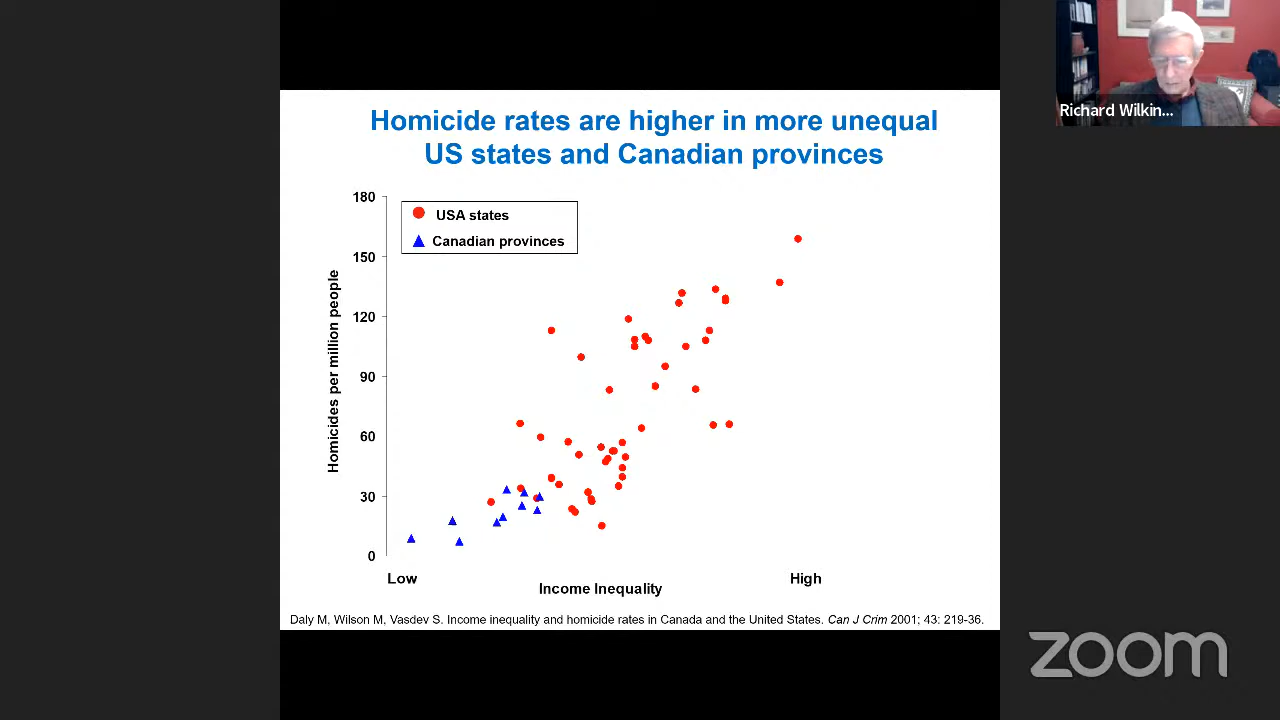 Homicide rates are higher in more unequal
US states and Canadian provinces
180
150
120
90
60
30
0
Homicides per million people
USA states
Canadian provinces
Low
High
Income Inequality
Daly M, Wilson M, Vasdev S. Income inequality and homicide rates in Canada and the United States. Can J Crim 2001; 43: 219-36.
Richard Wilkin...
zoom